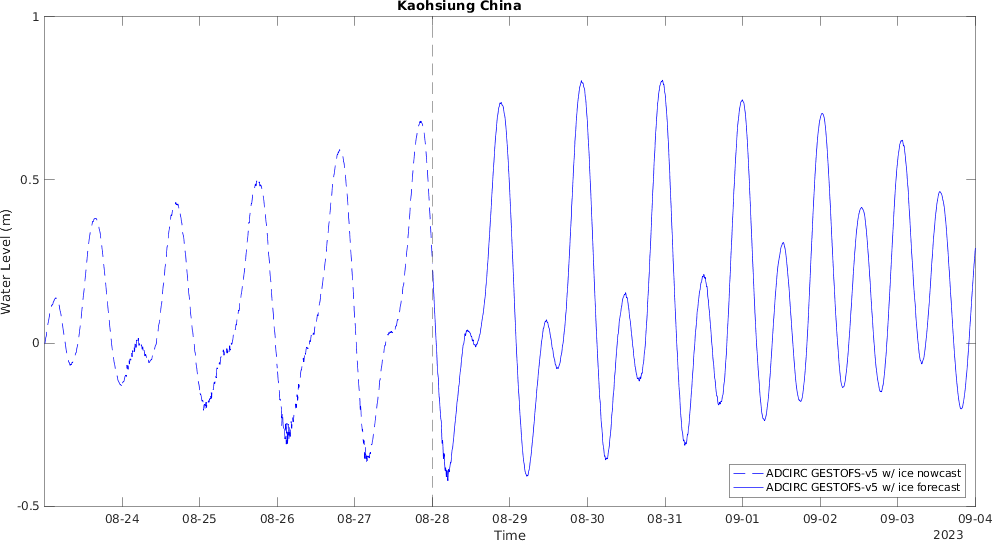 Kaohsiung China
1
0.5
0
-0.5
Water Level (m)
ADCIRC GESTOFS-v5 w/ ice nowcast
ADCIRC GESTOFS-v5 w/ ice forecast
08-24 08-25 08-26 08-27 08-28 08-29 08-30 08-31 09-01 09-02 09-03 09-04
Time
2023